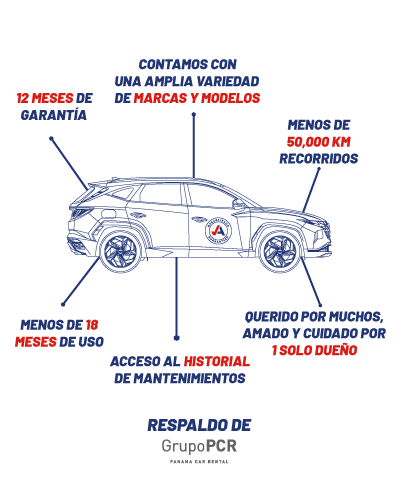 CONTAMOS CON
UNA AMPLIA VARIEDAD
DE MARCAS Y MODELOS
12 MESES DE
GARANTÍA
MENOS DE
50,000 KM
RECORRIDOS
MENOS DE 18
MESES DE USO
QUERIDO POR MUCHOS,
AMADO Y CUIDADO POR
1 SOLO DUEÑO
ACCESO AL HISTORIAL
DE MANTENIMIENTOS
RESPALDO DE
GrupoPCR
PANAMA CAR RENTAL